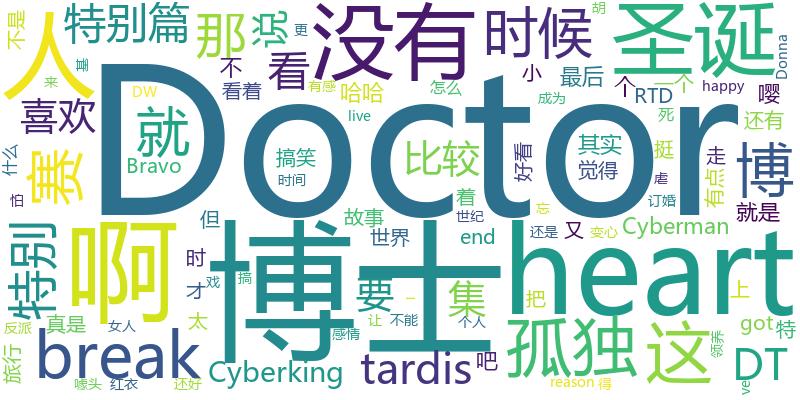 人
特别篇
那
说
看
没有
时候
圣诞
不是
不
看着
DW
来
基
有感
哈哈
怎么
live
小
成为
最后
个
一个
RTD
更
胡
死
happy
嘤
还有
Donna
喜欢
赛
就
Bravo
Doctor
搞笑
时间
比较
好看
其实
觉得
挺
走
虐
有点
博
就是
什么
特别
啊
时
但
才
故事
世界
着
世纪
end
又
忘
还是
订婚
变心
Cyberman
博士
heart
真是
太
戏
搞
要
集
把
上
反派
女人
感情
让
一
不能
个人
孤独
这
got
特
旅行
break
Cyberking
tardis
吧
领养
DT
噱头
红衣
还好
reason
得
ve